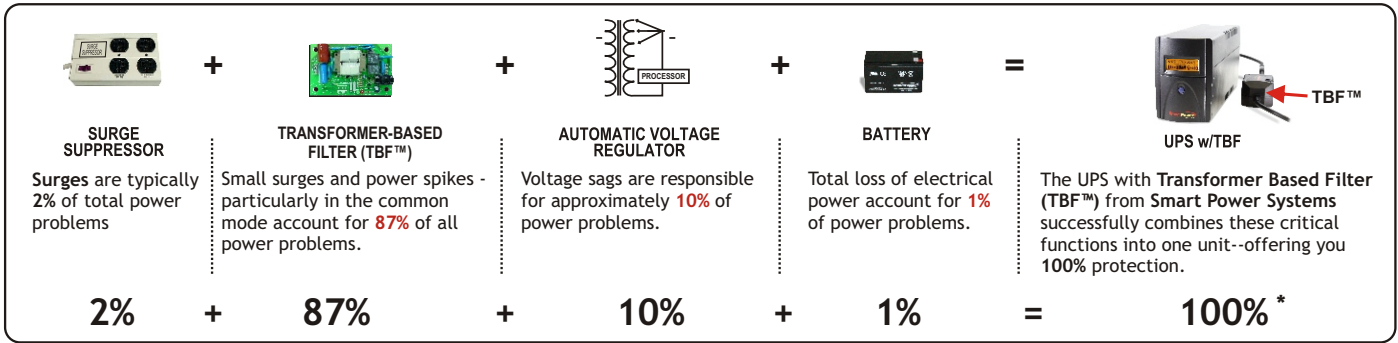 SURGE
SUPPRESSOR
+
+
PROCESSOR
+
=
TBF™
SURGE
SUPPRESSOR
Surges are typically
2% of total power
problems
TRANSFORMER-BASED
FILTER (TBF™)
Small surges and power spikes -
particularly in the common
mode account for 87% of all
power problems.
AUTOMATIC VOLTAGE
REGULATOR
Voltage sags are responsible
for approximately 10% of
power problems.
BATTERY
Total loss of electrical
power account for 1%
of power problems.
UPS w/TBF
The UPS with Transformer Based Filter
(TBF™) from Smart Power Systems
successfully combines these critical
functions into one unit--offering you
100% protection.
2% + 87% + 10% + 1% = 100% *